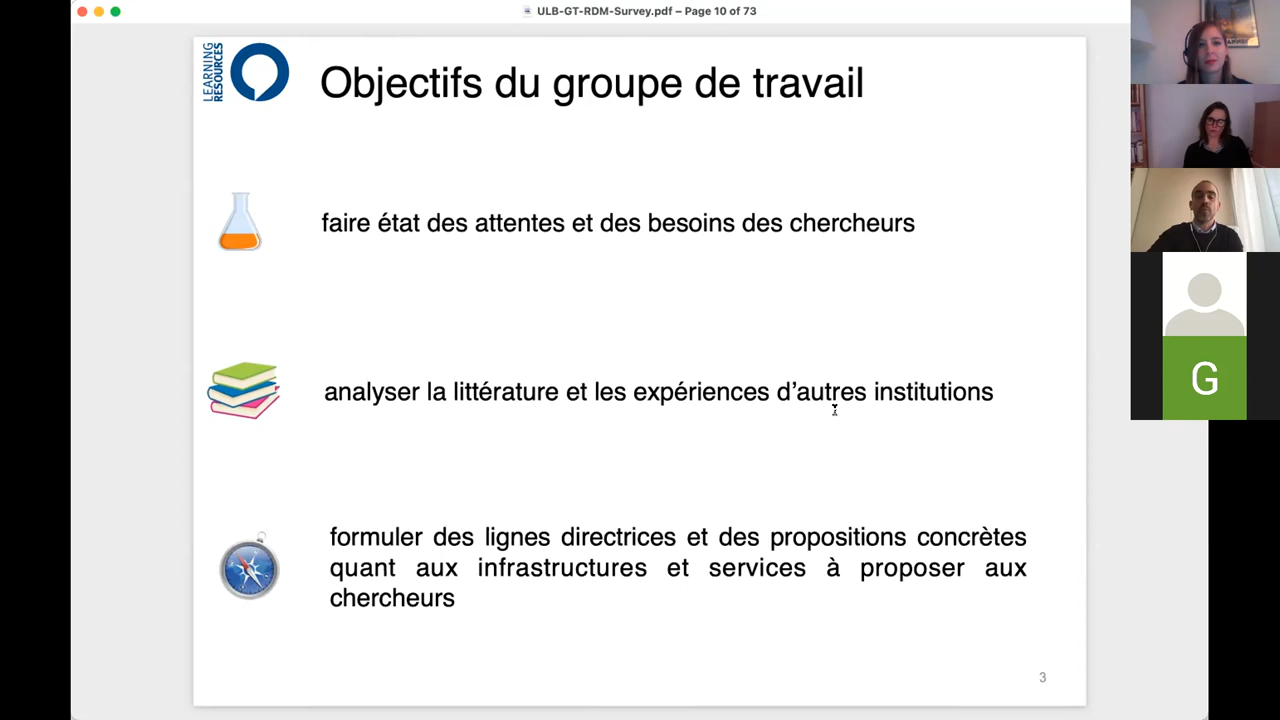 ULB-GT-RDM-Survey.pdf – Page 10 of 73
LEARNING
RESOURCES
Objectifs du groupe de travail
faire état des attentes et des besoins des chercheurs
analyser la littérature et les expériences d’autres institutions
formuler des lignes directrices et des propositions concrètes
quant aux infrastructures et services à proposer aux
chercheurs
3
G